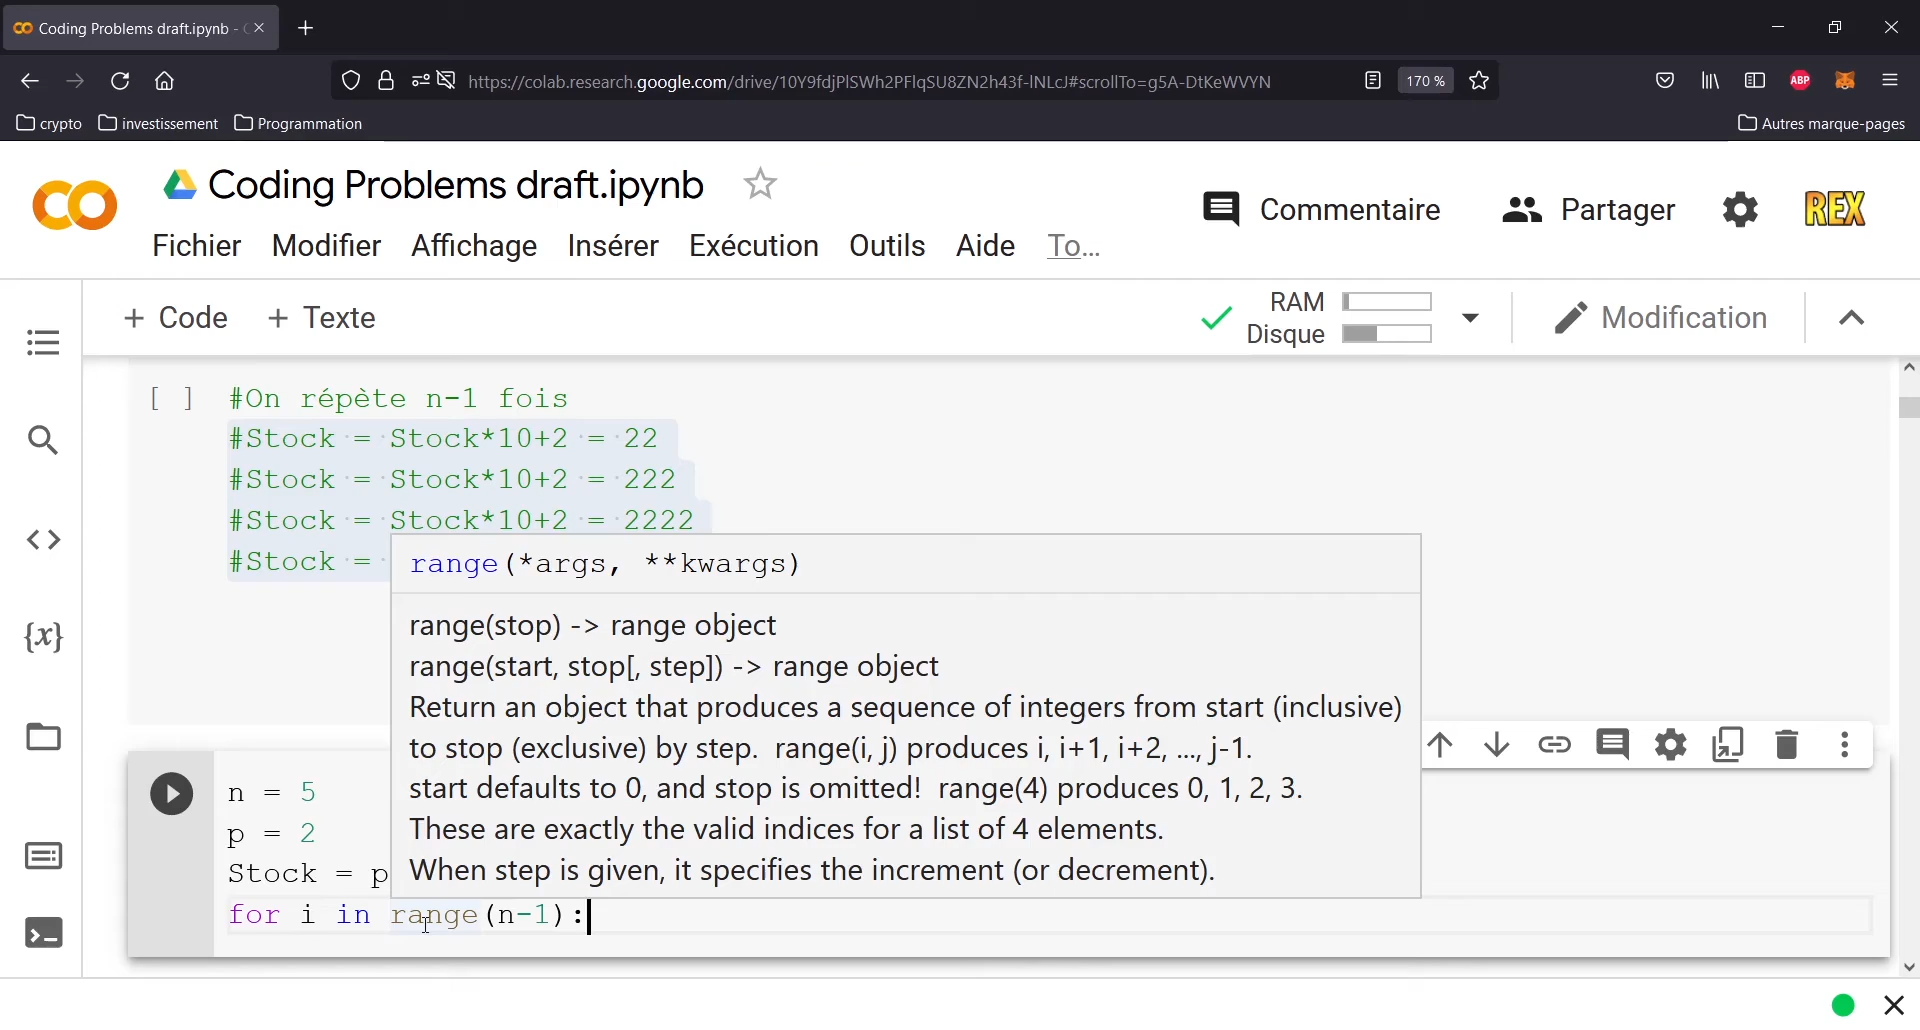 Coding Problems draft.ipynb -
https://colab.research.google.com/drive/10Y9fdjPlSWh2PFlqSU8ZN2h43f-lNLcJ#scrollTo=g5A-DtKeWVYN
170 %
ABP
crypto
investissement
Programmation
Autres marque-pages
Coding Problems draft.ipynb
Commentaire
Partager
REX
Fichier Modifier Affichage Insérer Exécution Outils Aide To...
+ Code + Texte
RAM
Disque
Modification
[ ] #On répète n-1 fois
#Stock = Stock*10+2 = 22
#Stock = Stock*10+2 = 222
#Stock = Stock*10+2 = 2222
#Stock =
range(*args, **kwargs)
range(stop) -> range object
range(start, stop[, step]) -> range object
Return an object that produces a sequence of integers from start (inclusive)
to stop (exclusive) by step.  range(i, j) produces i, i+1, i+2, ..., j-1.
start defaults to 0, and stop is omitted!  range(4) produces 0, 1, 2, 3.
These are exactly the valid indices for a list of 4 elements.
When step is given, it specifies the increment (or decrement).
n = 5
p = 2
Stock = p
for i in range(n-1):